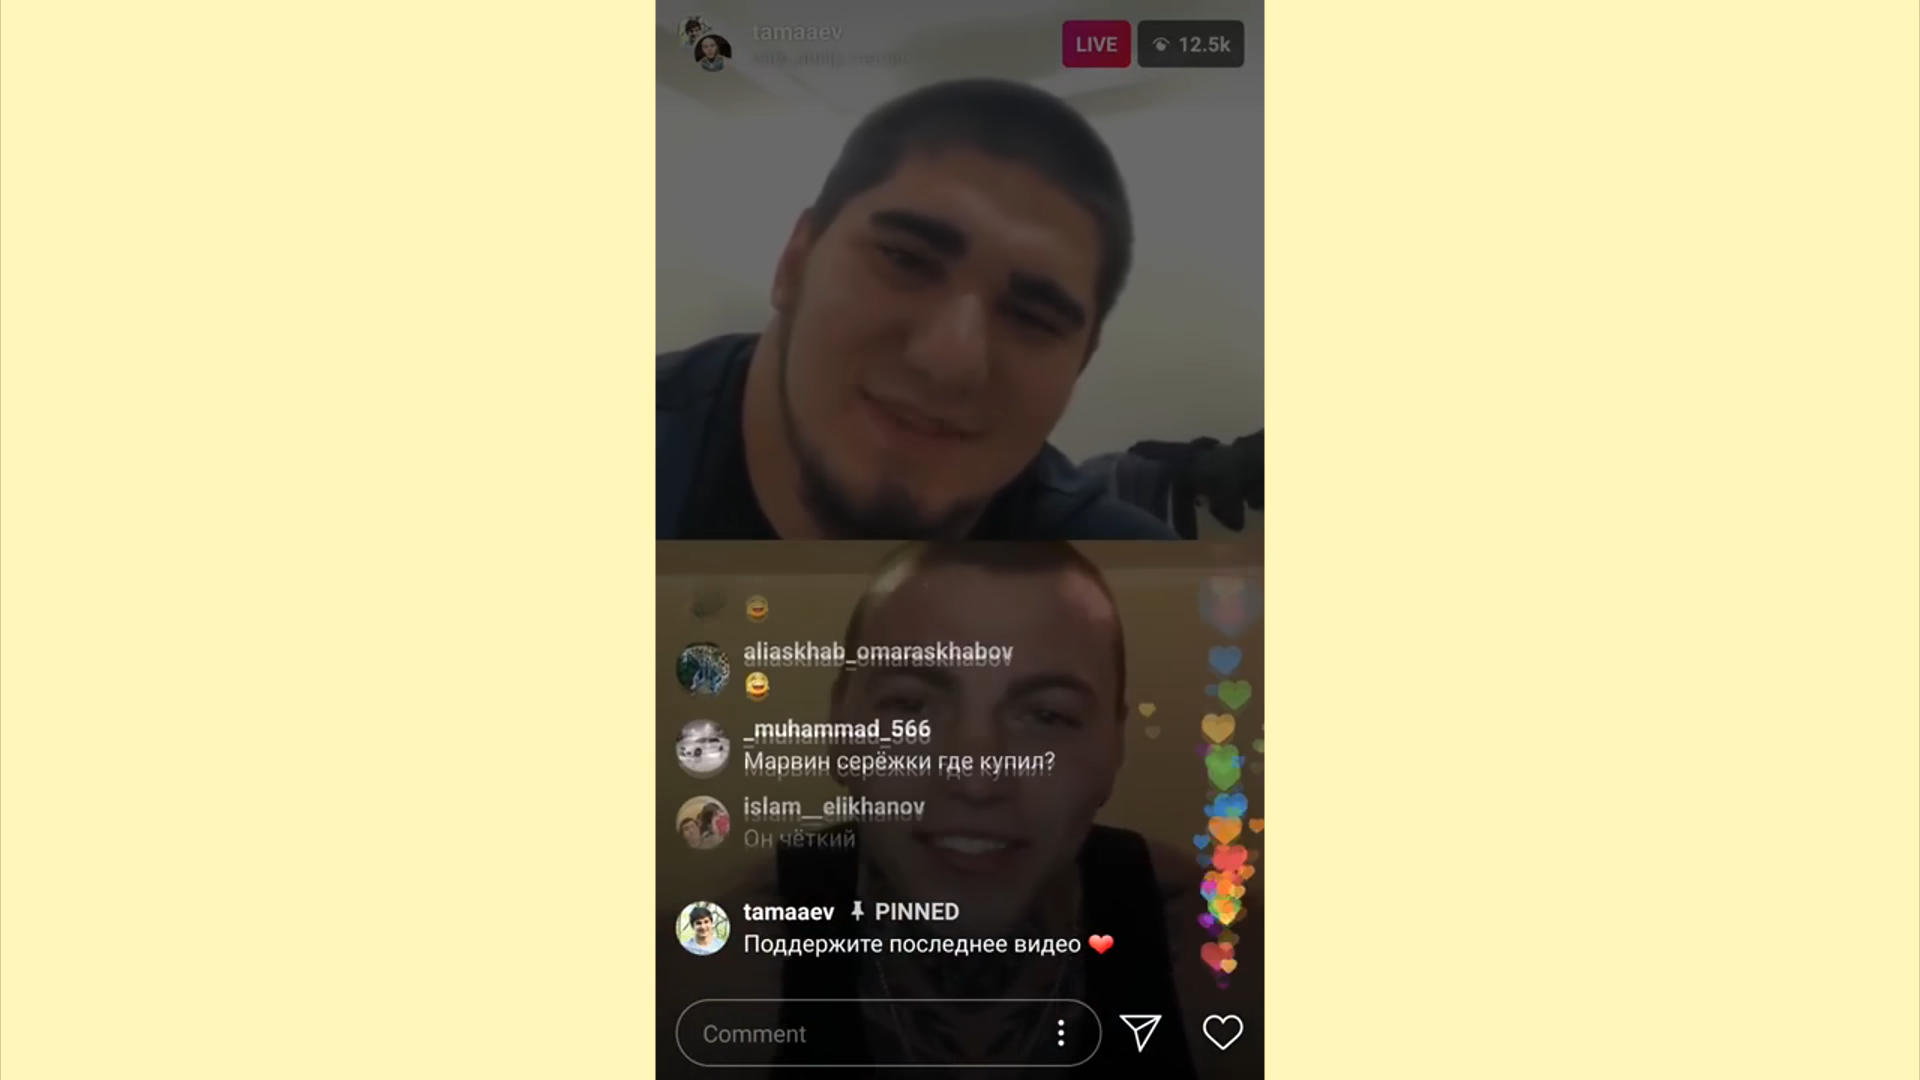 tamaaev
LIVE
12.5k
aliaskhab_omaraskhabov
_muhammad_566
Марвин серёжки где купил?
islam__elikhanov
Он чёткий
tamaaev PINNED
Поддержите последнее видео ❤
Comment